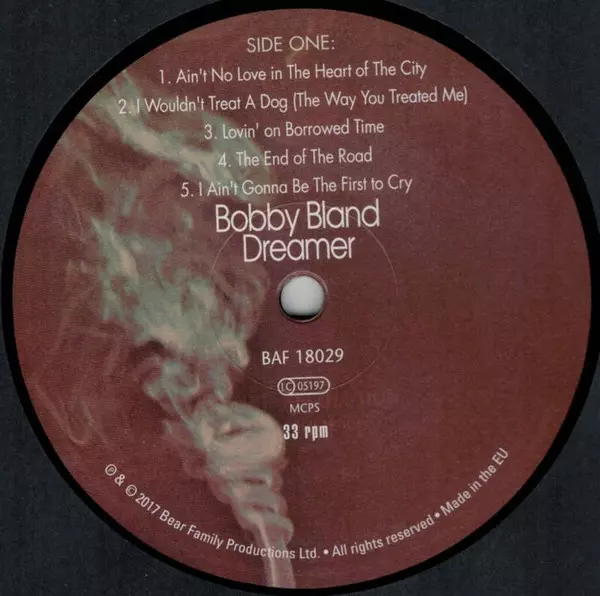 SIDE ONE:
1. Ain't No Love in The Heart of The City
2. I Wouldn't Treat A Dog (The Way You Treated Me)
3. Lovin' on Borrowed Time
4. The End of The Road
5. I Ain't Gonna Be The First to Cry
Bobby Bland
Dreamer
BAF 18029
LC 05197
MCPS
33 rpm
℗ & © 2017 Bear Family Productions Ltd. • All rights reserved • Made in the EU